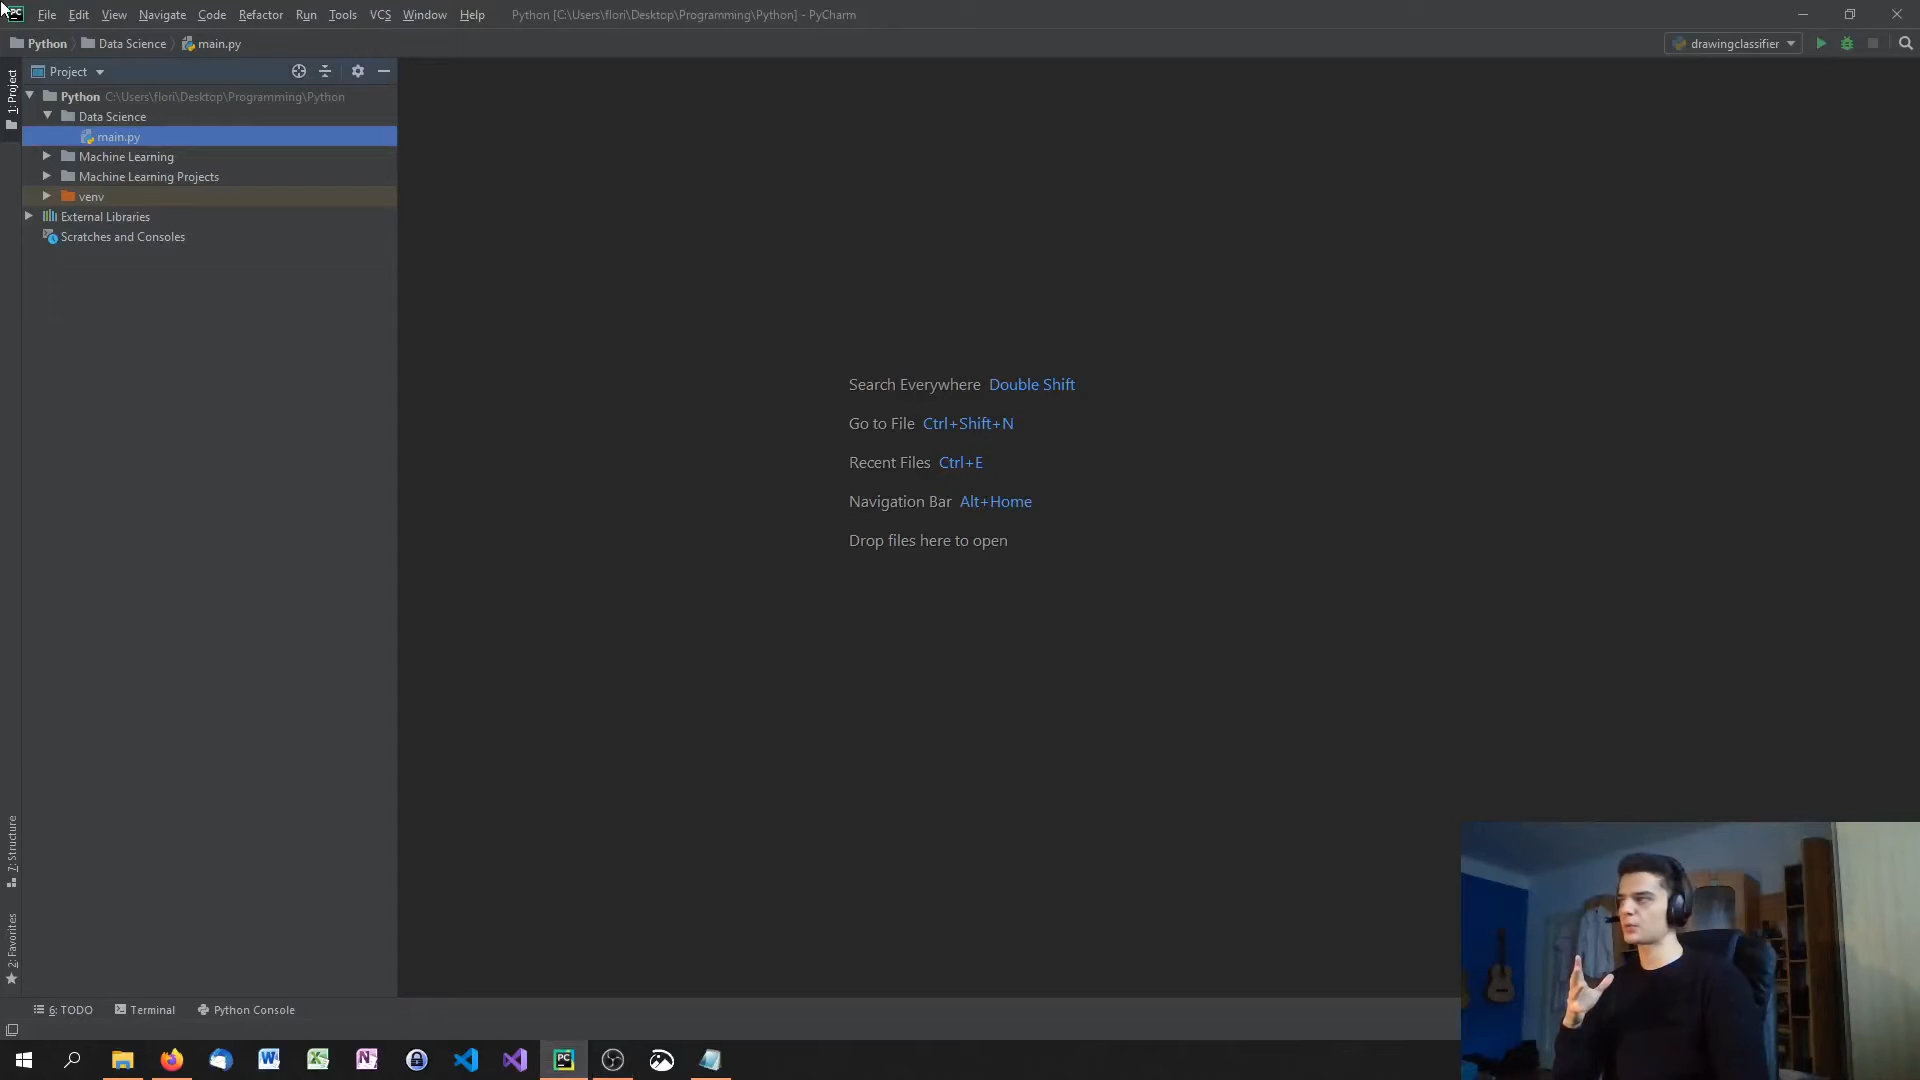 PC File Edit View Navigate Code Refactor Run Tools VCS Window Help Python [C:\Users\flori\Desktop\Programming\Python] - PyCharm
Python Data Science main.py drawingclassifier
1: Project
Project
Python C:\Users\flori\Desktop\Programming\Python
Data Science
main.py
Machine Learning
Machine Learning Projects
venv
External Libraries
Scratches and Consoles
Search Everywhere Double Shift
Go to File Ctrl+Shift+N
Recent Files Ctrl+E
Navigation Bar Alt+Home
Drop files here to open
7: Structure
2: Favorites
6: TODO Terminal Python Console
W X N PC